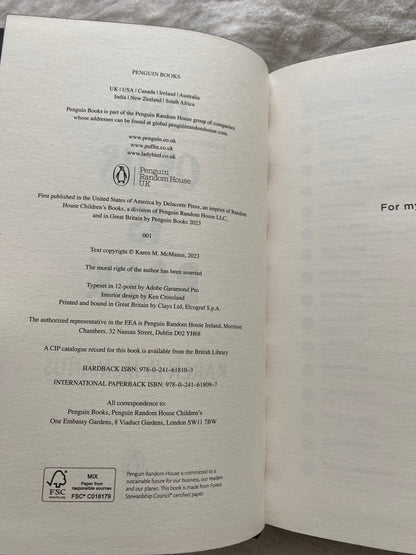 PENGUIN BOOKS
UK | USA | Canada | Ireland | Australia
India | New Zealand | South Africa
Penguin Books is part of the Penguin Random House group of companies
whose addresses can be found at global.penguinrandomhouse.com.
www.penguin.co.uk
www.puffin.co.uk
www.ladybird.co.uk
Penguin
Random House
UK
First published in the United States of America by Delacorte Press, an imprint of Random
House Children's Books, a division of Penguin Random House LLC,
and in Great Britain by Penguin Books 2023
001
Text copyright © Karen M. McManus, 2023
The moral right of the author has been asserted
Typeset in 12-point by Adobe Garamond Pro
Interior design by Ken Crossland
Printed and bound in Great Britain by Clays Ltd, Elcograf S.p.A.
The authorized representative in the EEA is Penguin Random House Ireland, Morrison
Chambers, 32 Nassau Street, Dublin D02 YH68
A CIP catalogue record for this book is available from the British Library
HARDBACK ISBN: 978-0-241-61810-3
INTERNATIONAL PAPERBACK ISBN: 978-0-241-61809-7
All correspondence to:
Penguin Books, Penguin Random House Children's
One Embassy Gardens, 8 Viaduct Gardens, London SW11 7BW
FSC
www.fsc.org
MIX
Paper from
responsible sources
FSC® C018179
Penguin Random House is committed to a
sustainable future for our business, our readers
and our planet. This book is made from Forest
Stewardship Council® certified paper.
For my